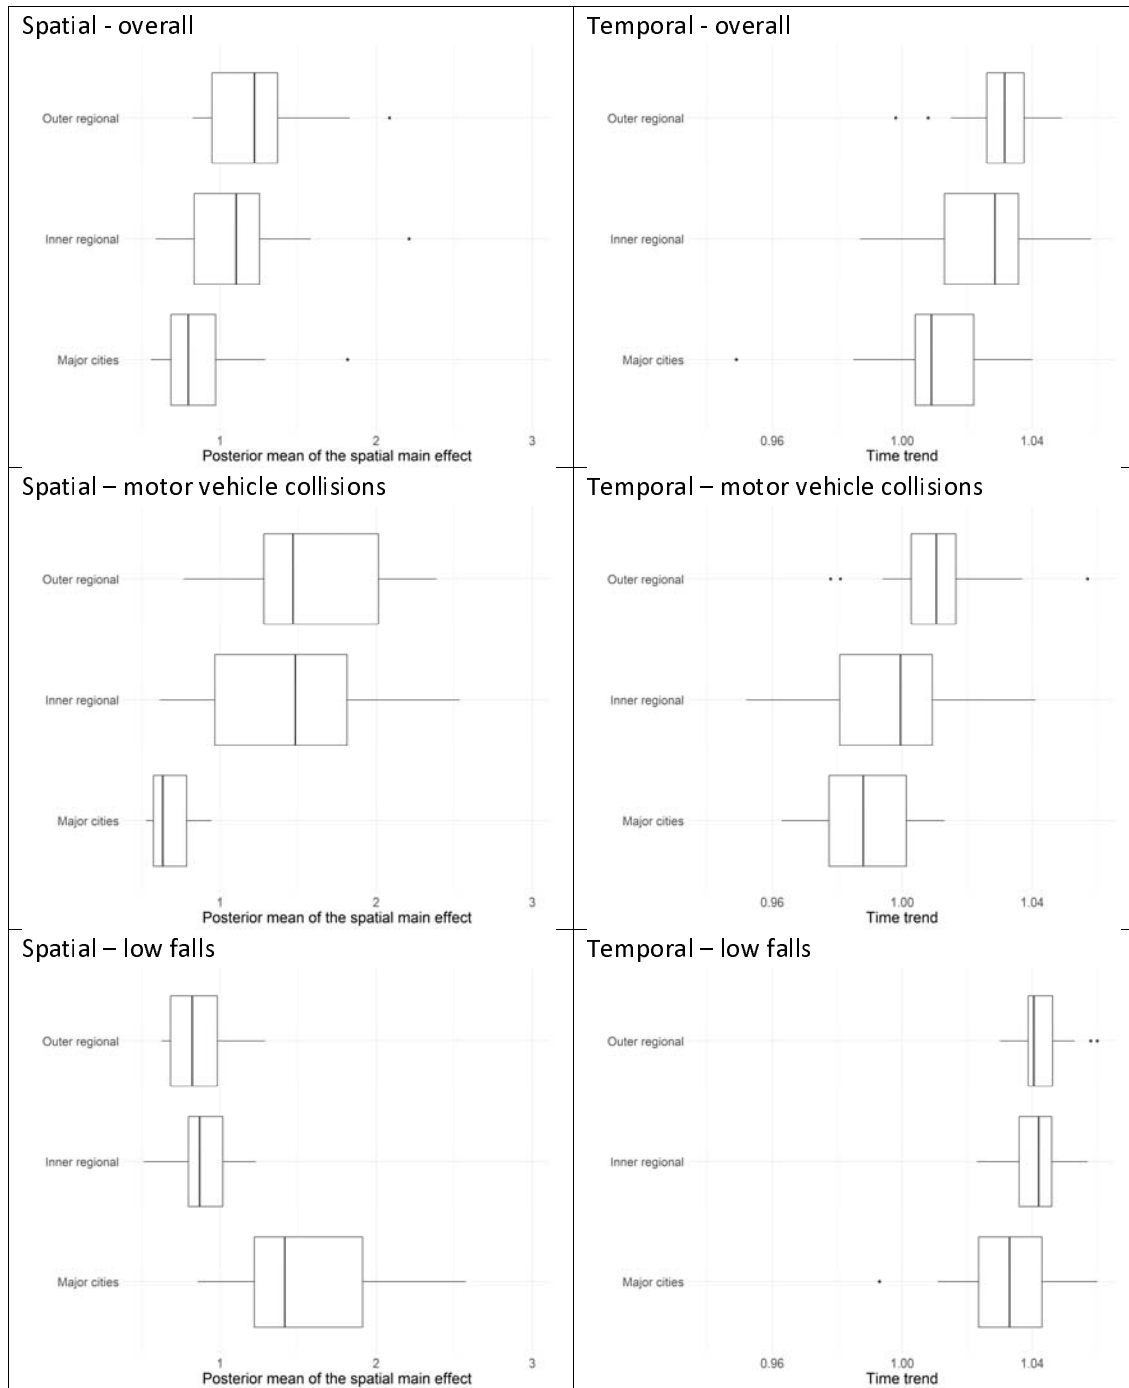 Spatial - overall
Outer regional
Inner regional
Major cities
1 2 3
Posterior mean of the spatial main effect
Temporal - overall
Outer regional
Inner regional
Major cities
0.96 1.00 1.04
Time trend
Spatial – motor vehicle collisions
Outer regional
Inner regional
Major cities
1 2 3
Posterior mean of the spatial main effect
Temporal – motor vehicle collisions
Outer regional
Inner regional
Major cities
0.96 1.00 1.04
Time trend
Spatial – low falls
Outer regional
Inner regional
Major cities
1 2 3
Posterior mean of the spatial main effect
Temporal – low falls
Outer regional
Inner regional
Major cities
0.96 1.00 1.04
Time trend